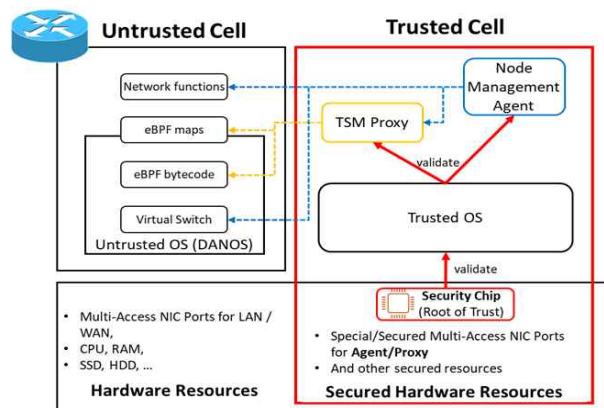 Untrusted Cell
Trusted Cell
Network functions
eBPF maps
eBPF bytecode
Virtual Switch
Untrusted OS (DANOS)
TSM Proxy
Node
Management
Agent
validate
Trusted OS
validate
Security Chip
(Root of Trust)
• Multi-Access NIC Ports for LAN /
WAN,
• CPU, RAM,
• SSD, HDD, ...
Hardware Resources
• Special/Secured Multi-Access NIC Ports
for Agent/Proxy
• And other secured resources
Secured Hardware Resources